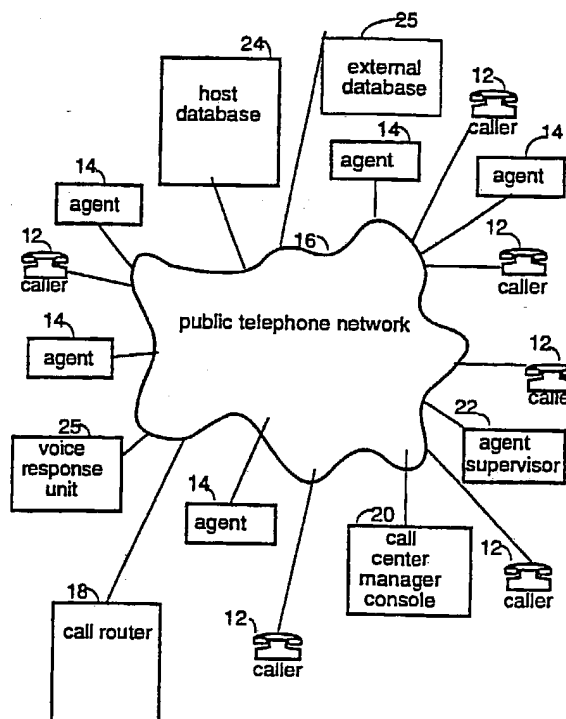 24
host
database
25
external
database
12
caller
14
agent
14
agent
14
agent
12
caller
16
12
caller
public telephone network
14
agent
12
caller
25
voice
response
unit
22
agent
supervisor
14
agent
20
call
center
manager
console
12
caller
18
call router
12
caller